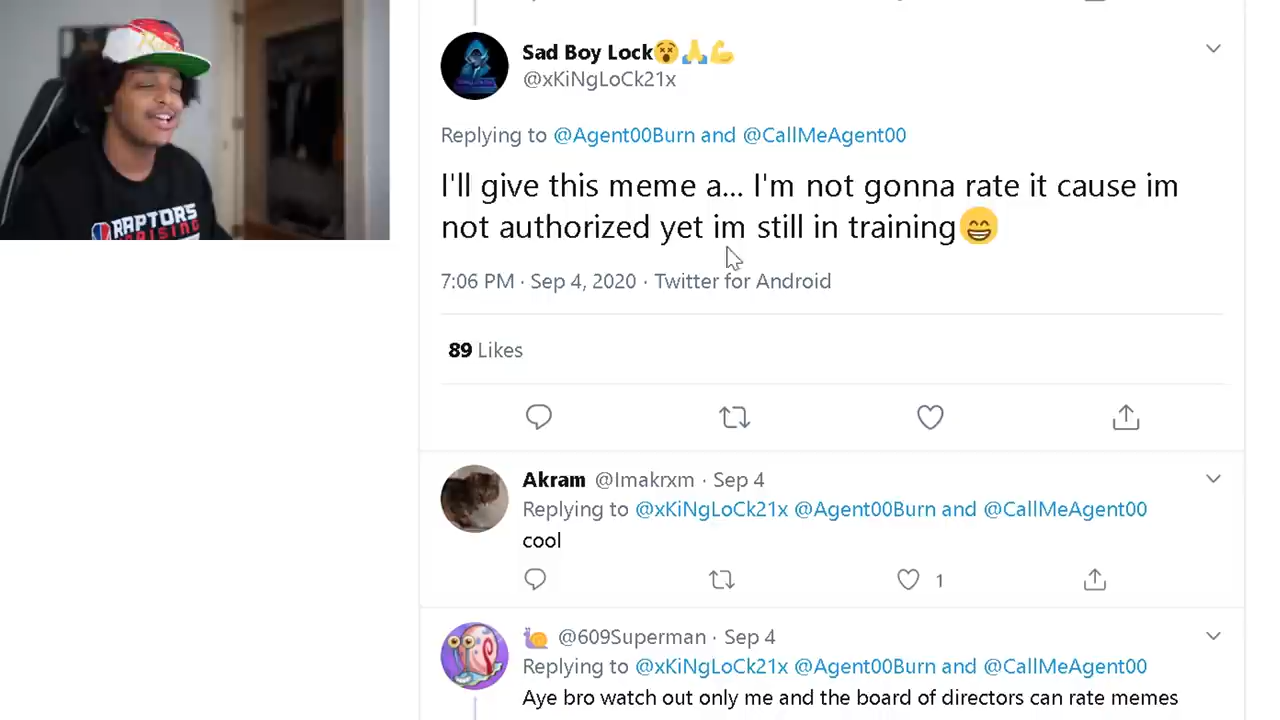 Sad Boy Lock😵🙏💪
@xKiNgLoCk21x
Replying to @Agent00Burn and @CallMeAgent00
I'll give this meme a... I'm not gonna rate it cause im
not authorized yet im still in training😁
7:06 PM · Sep 4, 2020 · Twitter for Android
89 Likes
Akram @Imakrxm · Sep 4
Replying to @xKiNgLoCk21x @Agent00Burn and @CallMeAgent00
cool
1
🐌 @609Superman · Sep 4
Replying to @xKiNgLoCk21x @Agent00Burn and @CallMeAgent00
Aye bro watch out only me and the board of directors can rate memes
RAPTORS